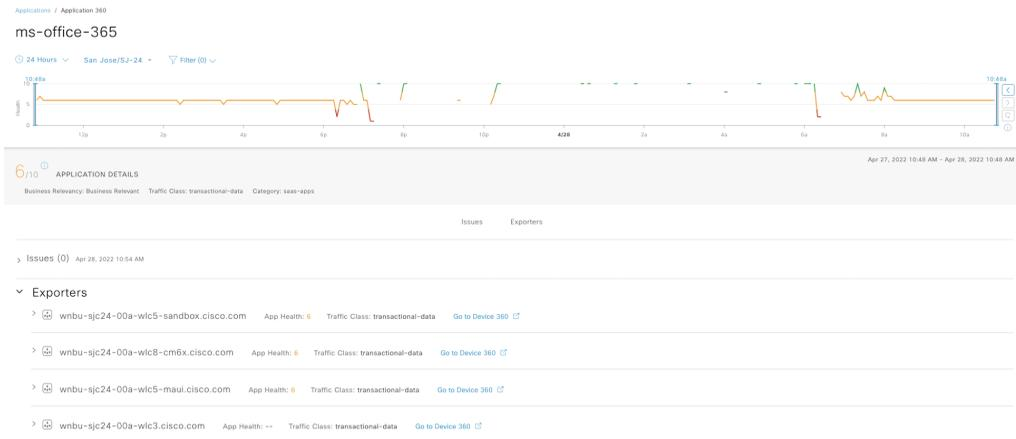 Applications / Application 360
ms-office-365
24 Hours San Jose/SJ-24 Filter (0)
10:48a 10:48a
10
5
0
Health
12p 2p 4p 6p 8p 10p 4/28 2a 4a 6a 8a 10a
Apr 27, 2022 10:48 AM - Apr 28, 2022 10:48 AM
6/10 APPLICATION DETAILS
Business Relevancy: Business Relevant Traffic Class: transactional-data Category: saas-apps
Issues Exporters
Issues (0) Apr 28, 2022 10:54 AM
Exporters
wnbu-sjc24-00a-wlc5-sandbox.cisco.com App Health: 6 Traffic Class: transactional-data Go to Device 360
wnbu-sjc24-00a-wlc8-cm6x.cisco.com App Health: 6 Traffic Class: transactional-data Go to Device 360
wnbu-sjc24-00a-wlc5-maui.cisco.com App Health: 6 Traffic Class: transactional-data Go to Device 360
wnbu-sjc24-00a-wlc3.cisco.com App Health: -- Traffic Class: transactional-data Go to Device 360